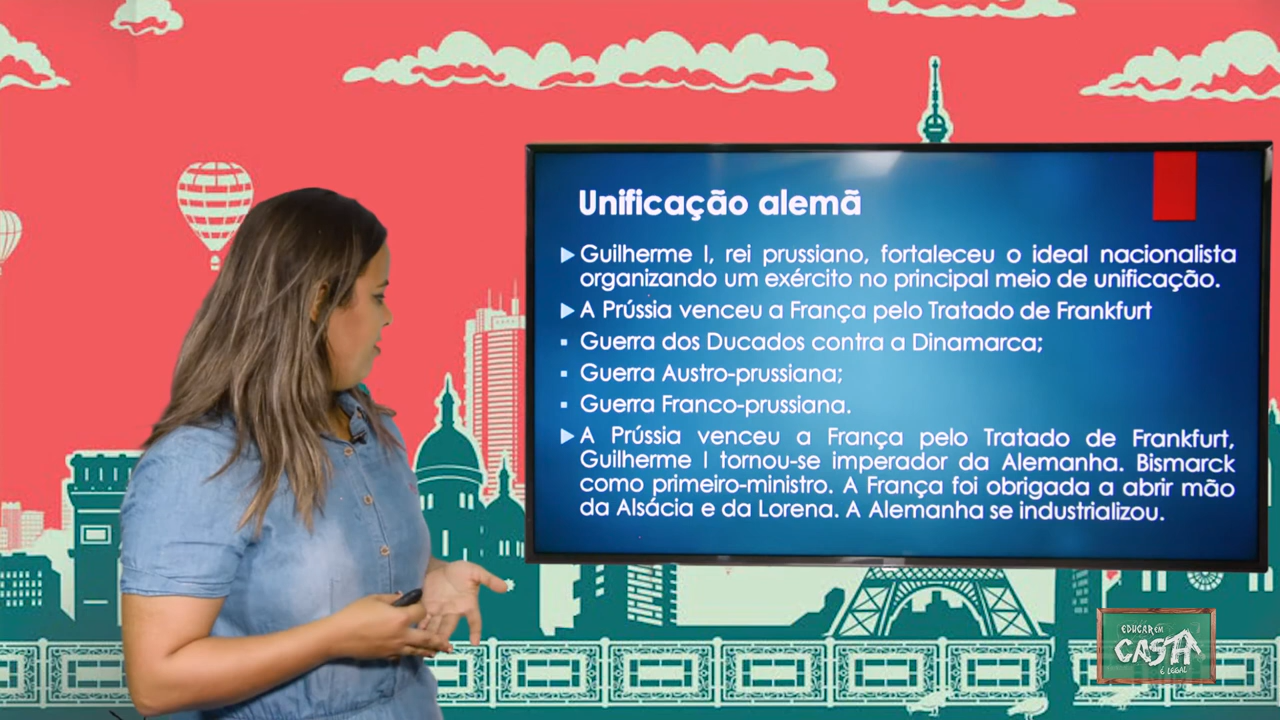 Unificação alemã
Guilherme I, rei prussiano, fortaleceu o ideal nacionalista
organizando um exército no principal meio de unificação.
A Prússia venceu a França pelo Tratado de Frankfurt
Guerra dos Ducados contra a Dinamarca;
Guerra Austro-prussiana;
Guerra Franco-prussiana.
A Prússia venceu a França pelo Tratado de Frankfurt,
Guilherme I tornou-se imperador da Alemanha. Bismarck
como primeiro-ministro. A França foi obrigada a abrir mão
da Alsácia e da Lorena. A Alemanha se industrializou.
EDUCAR EM
CASA
É LEGAL